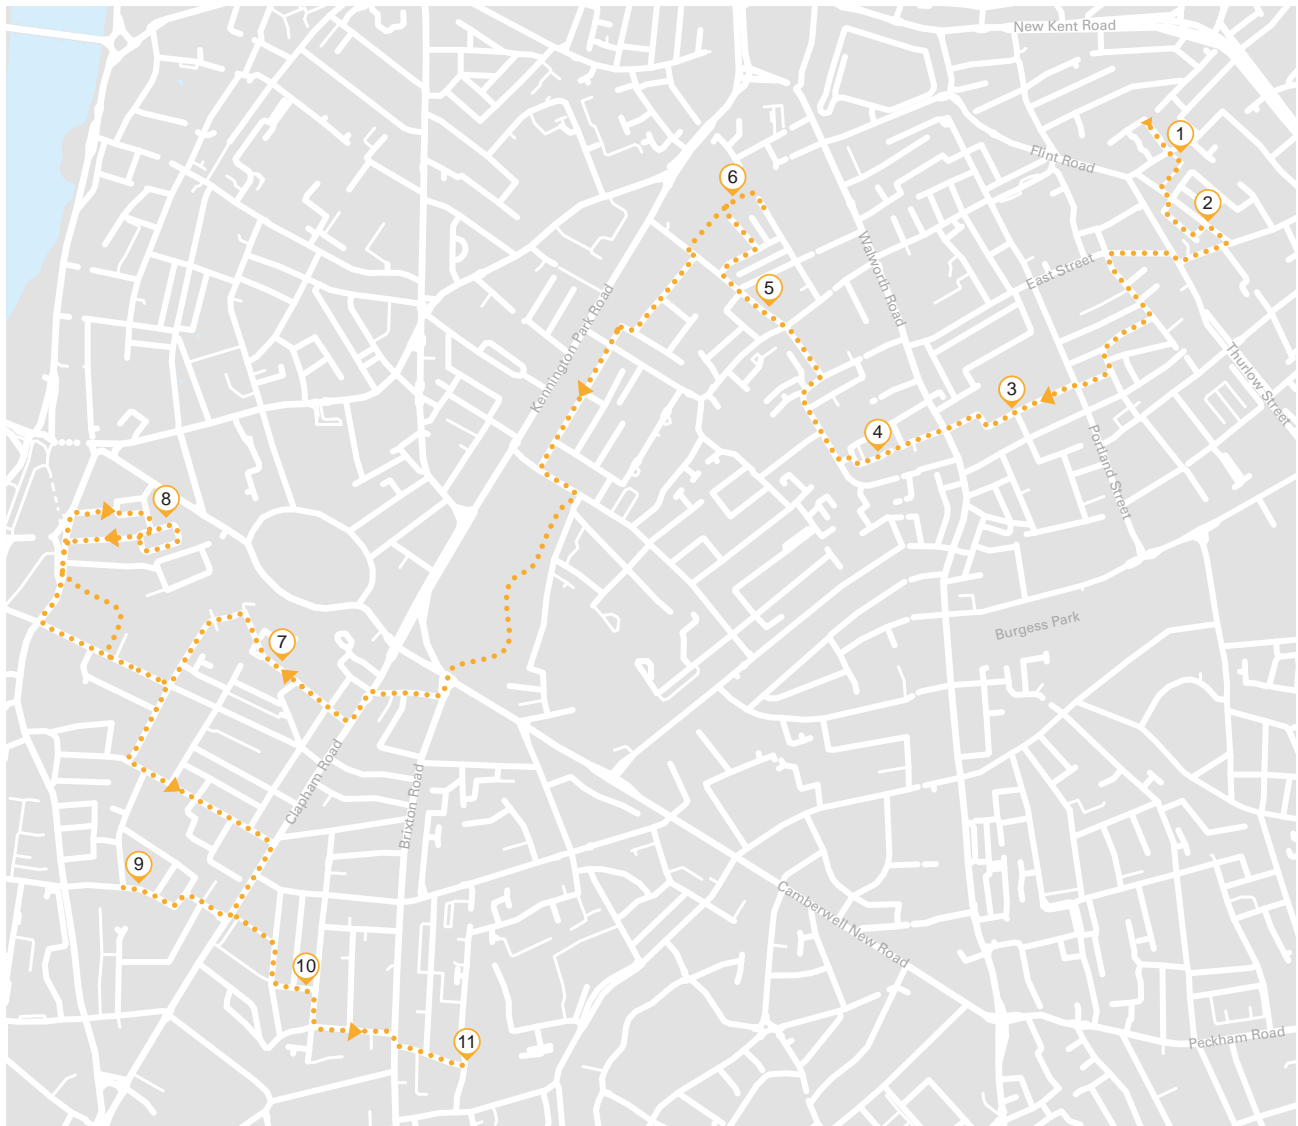 New Kent Road
1
Flint Road
6
2
Walworth Road
East Street
5
Kennington Park Road
Thurlow Street
3
4
Portland Street
8
Burgess Park
7
Clapham Road
Brixton Road
9
Camberwell New Road
10
11
Peckham Road